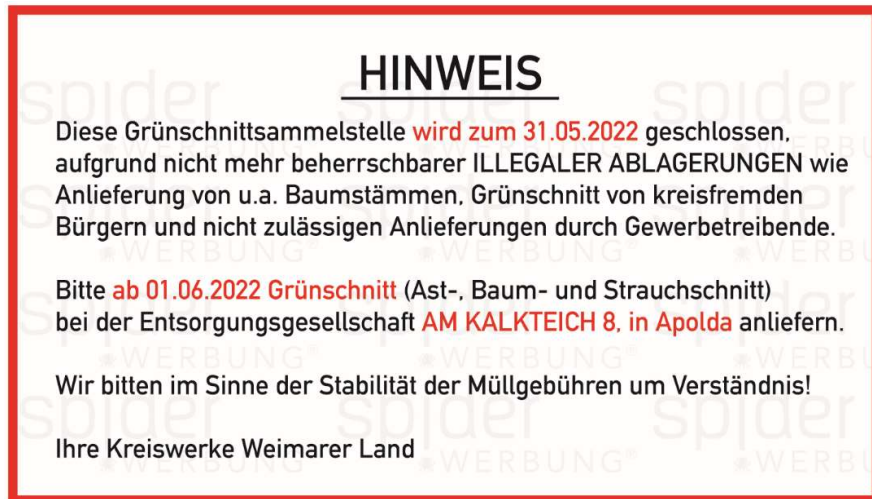 HINWEIS
Diese Grünschnittsammelstelle wird zum 31.05.2022 geschlossen,
aufgrund nicht mehr beherrschbarer ILLEGALER ABLAGERUNGEN wie
Anlieferung von u.a. Baumstämmen, Grünschnitt von kreisfremden
Bürgern und nicht zulässigen Anlieferungen durch Gewerbetreibende.
Bitte ab 01.06.2022 Grünschnitt (Ast-, Baum- und Strauchschnitt)
bei der Entsorgungsgesellschaft AM KALKTEICH 8, in Apolda anliefern.
Wir bitten im Sinne der Stabilität der Müllgebühren um Verständnis!
Ihre Kreiswerke Weimarer Land
spider
WERBUNG®